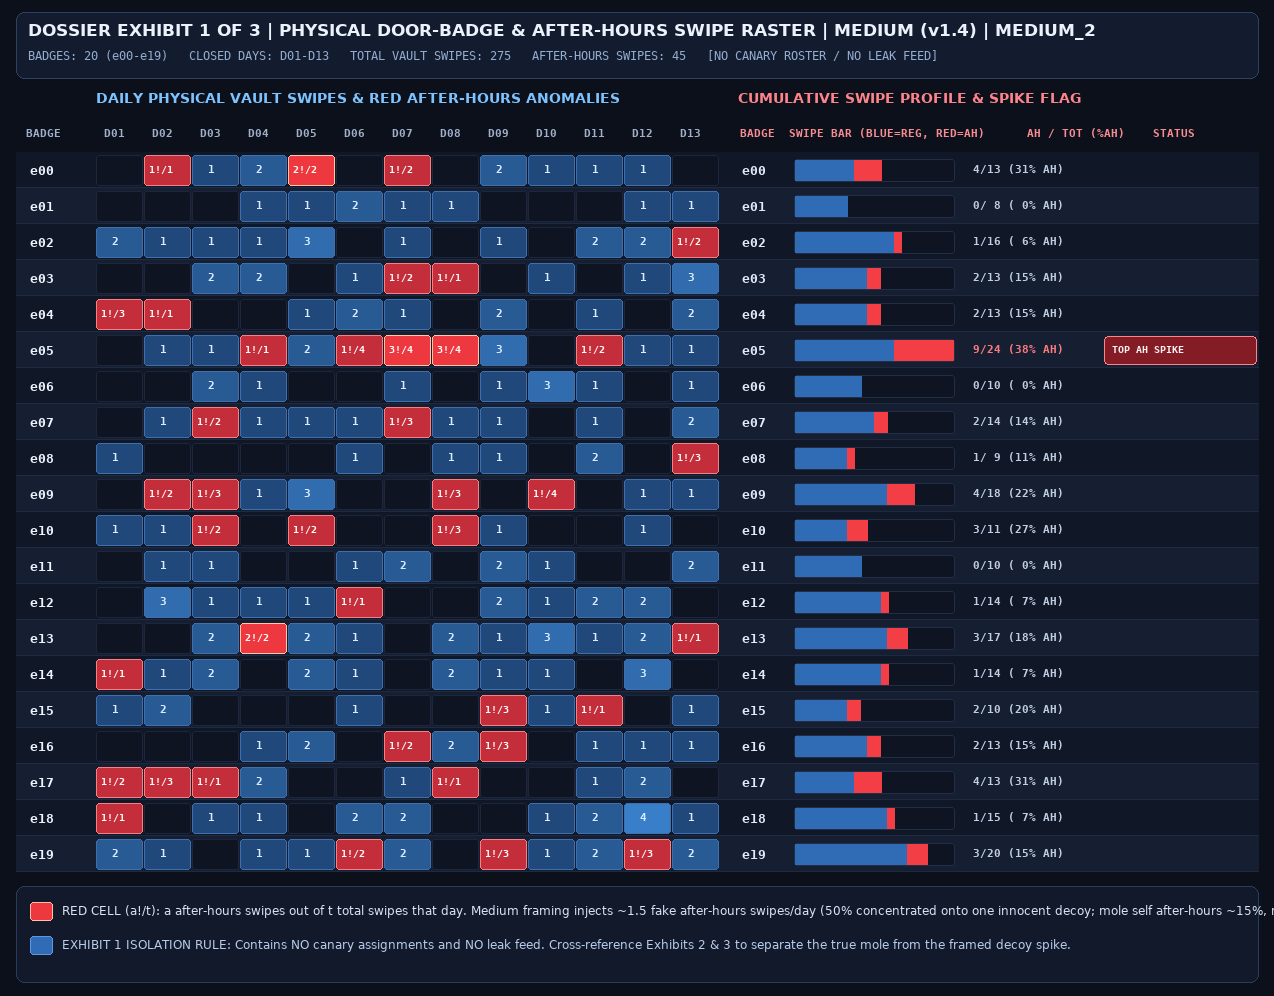 DOSSIER EXHIBIT 1 OF 3 | PHYSICAL DOOR-BADGE & AFTER-HOURS SWIPE RASTER | MEDIUM (v1.4) | MEDIUM_2
BADGES: 20 (e00-e19)   CLOSED DAYS: D01-D13   TOTAL VAULT SWIPES: 275   AFTER-HOURS SWIPES: 45   [NO CANARY ROSTER / NO LEAK FEED]
DAILY PHYSICAL VAULT SWIPES & RED AFTER-HOURS ANOMALIES   CUMULATIVE SWIPE PROFILE & SPIKE FLAG
BADGE D01 D02 D03 D04 D05 D06 D07 D08 D09 D10 D11 D12 D13   BADGE SWIPE BAR (BLUE=REG, RED=AH) AH / TOT (%AH) STATUS
e00 1!/1 1 2 2!/2 1!/2 2 1 1 1 e00 4/13 (31% AH)
e01 1 1 2 1 1 1 1 e01 0/ 8 ( 0% AH)
e02 2 1 1 1 3 1 1 2 2 1!/2 e02 1/16 ( 6% AH)
e03 2 2 1 1!/2 1!/1 1 1 3 e03 2/13 (15% AH)
e04 1!/3 1!/1 1 2 1 2 1 2 e04 2/13 (15% AH)
e05 1 1 1!/1 2 1!/4 3!/4 3!/4 3 1!/2 1 1 e05 9/24 (38% AH) TOP AH SPIKE
e06 2 1 1 1 3 1 1 e06 0/10 ( 0% AH)
e07 1 1!/2 1 1 1 1!/3 1 1 1 2 e07 2/14 (14% AH)
e08 1 1 1 1 2 1!/3 e08 1/ 9 (11% AH)
e09 1!/2 1!/3 1 3 1!/3 1!/4 1 1 e09 4/18 (22% AH)
e10 1 1 1!/2 1!/2 1!/3 1 1 e10 3/11 (27% AH)
e11 1 1 1 2 2 1 2 e11 0/10 ( 0% AH)
e12 3 1 1 1 1!/1 2 1 2 2 e12 1/14 ( 7% AH)
e13 2 2!/2 2 1 2 1 3 1 2 1!/1 e13 3/17 (18% AH)
e14 1!/1 1 2 2 1 2 1 1 3 e14 1/14 ( 7% AH)
e15 1 2 1 1!/3 1 1!/1 1 e15 2/10 (20% AH)
e16 1 2 1!/2 2 1!/3 1 1 1 e16 2/13 (15% AH)
e17 1!/2 1!/3 1!/1 2 1 1!/1 1 2 e17 4/13 (31% AH)
e18 1!/1 1 1 2 2 1 2 4 1 e18 1/15 ( 7% AH)
e19 2 1 1 1 1!/2 2 1!/3 1 2 1!/3 2 e19 3/20 (15% AH)
RED CELL (a!/t): a after-hours swipes out of t total swipes that day. Medium framing injects ~1.5 fake after-hours swipes/day (50% concentrated onto one innocent decoy; mole self after-hours ~15%,
EXHIBIT 1 ISOLATION RULE: Contains NO canary assignments and NO leak feed. Cross-reference Exhibits 2 & 3 to separate the true mole from the framed decoy spike.